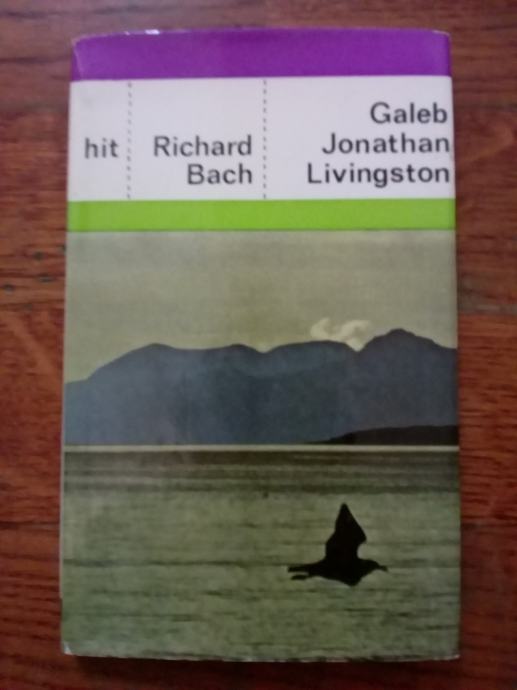 hit
Richard
Bach
Galeb
Jonathan
Livingston